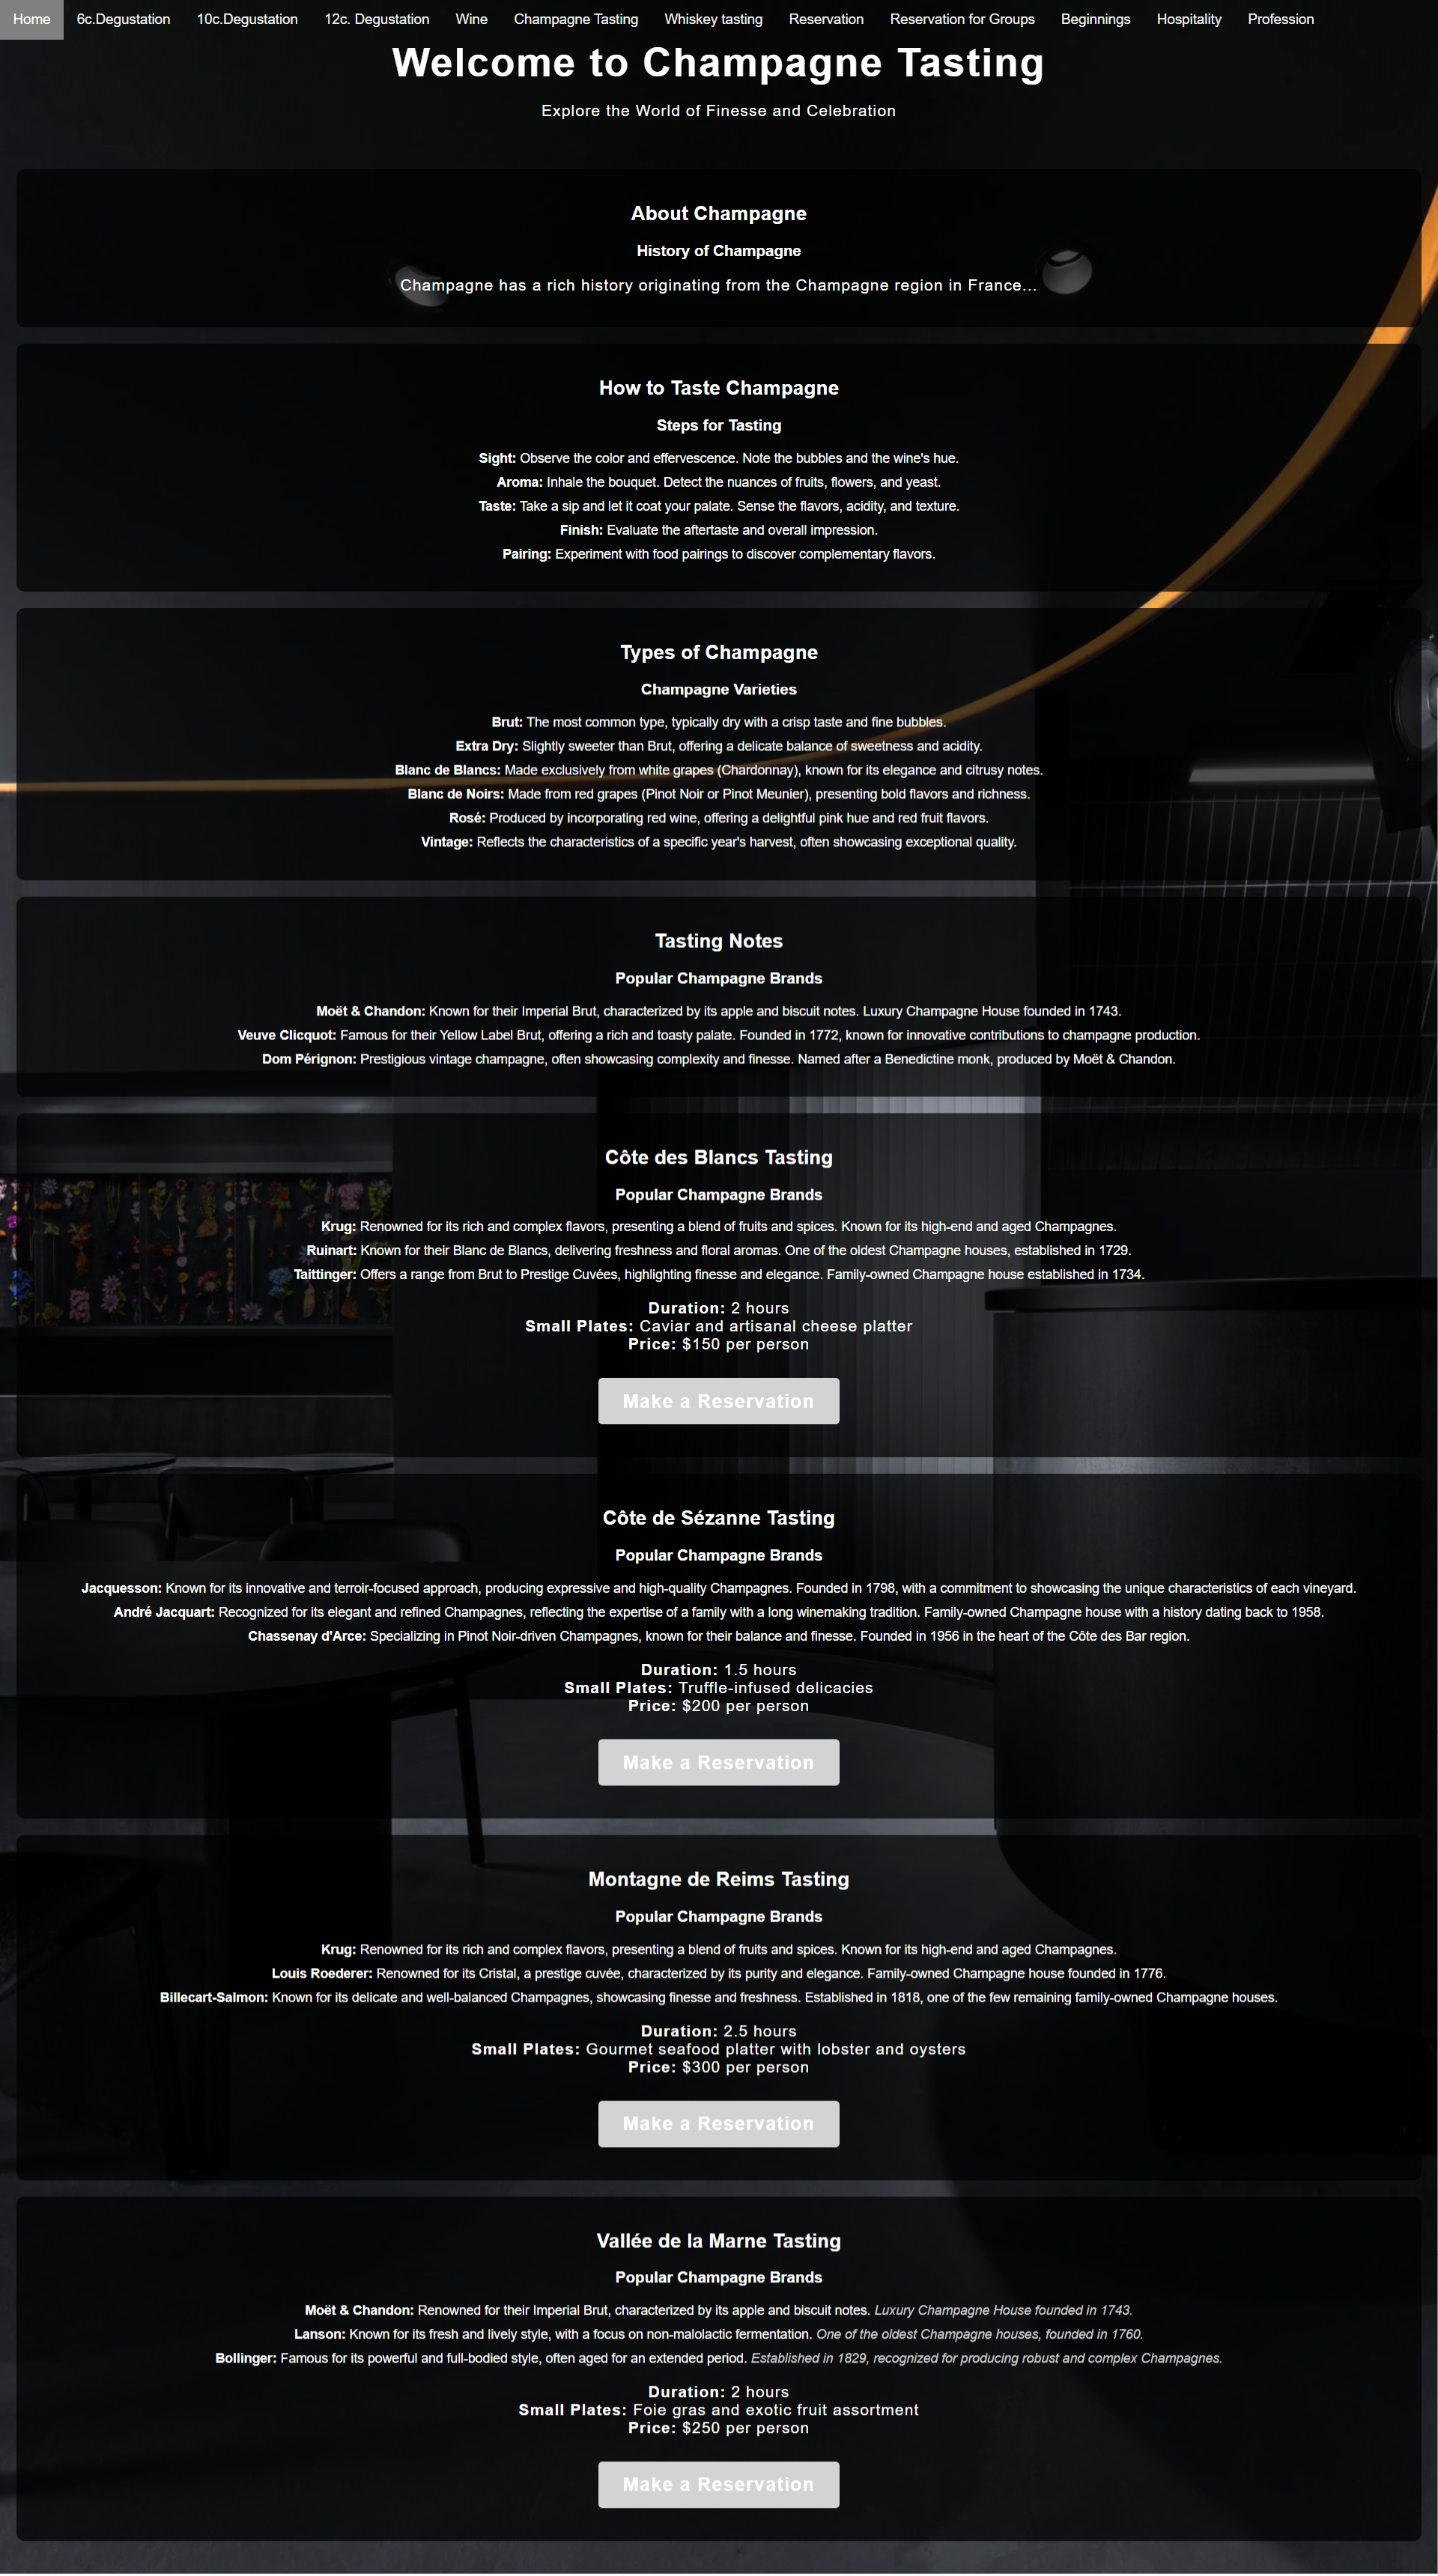 Home 6c.Degustation 10c.Degustation 12c. Degustation Wine Champagne Tasting Whiskey tasting Reservation Reservation for Groups Beginnings Hospitality Profession
Welcome to Champagne Tasting
Explore the World of Finesse and Celebration
About Champagne
History of Champagne
Champagne has a rich history originating from the Champagne region in France...
How to Taste Champagne
Steps for Tasting
Sight: Observe the color and effervescence. Note the bubbles and the wine's hue.
Aroma: Inhale the bouquet. Detect the nuances of fruits, flowers, and yeast.
Taste: Take a sip and let it coat your palate. Sense the flavors, acidity, and texture.
Finish: Evaluate the aftertaste and overall impression.
Pairing: Experiment with food pairings to discover complementary flavors.
Types of Champagne
Champagne Varieties
Brut: The most common type, typically dry with a crisp taste and fine bubbles.
Extra Dry: Slightly sweeter than Brut, offering a delicate balance of sweetness and acidity.
Blanc de Blancs: Made exclusively from white grapes (Chardonnay), known for its elegance and citrusy notes.
Blanc de Noirs: Made from red grapes (Pinot Noir or Pinot Meunier), presenting bold flavors and richness.
Rosé: Produced by incorporating red wine, offering a delightful pink hue and red fruit flavors.
Vintage: Reflects the characteristics of a specific year's harvest, often showcasing exceptional quality.
Tasting Notes
Popular Champagne Brands
Moët & Chandon: Known for their Imperial Brut, characterized by its apple and biscuit notes. Luxury Champagne House founded in 1743.
Veuve Clicquot: Famous for their Yellow Label Brut, offering a rich and toasty palate. Founded in 1772, known for innovative contributions to champagne production.
Dom Pérignon: Prestigious vintage champagne, often showcasing complexity and finesse. Named after a Benedictine monk, produced by Moët & Chandon.
Côte des Blancs Tasting
Popular Champagne Brands
Krug: Renowned for its rich and complex flavors, presenting a blend of fruits and spices. Known for its high-end and aged Champagnes.
Ruinart: Known for their Blanc de Blancs, delivering freshness and floral aromas. One of the oldest Champagne houses, established in 1729.
Taittinger: Offers a range from Brut to Prestige Cuvées, highlighting finesse and elegance. Family-owned Champagne house established in 1734.
Duration: 2 hours
Small Plates: Caviar and artisanal cheese platter
Price: $150 per person
Make a Reservation
Côte de Sézanne Tasting
Popular Champagne Brands
Jacquesson: Known for its innovative and terroir-focused approach, producing expressive and high-quality Champagnes. Founded in 1798, with a commitment to showcasing the unique characteristics of each vineyard.
André Jacquart: Recognized for its elegant and refined Champagnes, reflecting the expertise of a family with a long winemaking tradition. Family-owned Champagne house with a history dating back to 1958.
Chassenay d'Arce: Specializing in Pinot Noir-driven Champagnes, known for their balance and finesse. Founded in 1956 in the heart of the Côte des Bar region.
Duration: 1.5 hours
Small Plates: Truffle-infused delicacies
Price: $200 per person
Make a Reservation
Montagne de Reims Tasting
Popular Champagne Brands
Krug: Renowned for its rich and complex flavors, presenting a blend of fruits and spices. Known for its high-end and aged Champagnes.
Louis Roederer: Renowned for its Cristal, a prestige cuvée, characterized by its purity and elegance. Family-owned Champagne house founded in 1776.
Billecart-Salmon: Known for its delicate and well-balanced Champagnes, showcasing finesse and freshness. Established in 1818, one of the few remaining family-owned Champagne houses.
Duration: 2.5 hours
Small Plates: Gourmet seafood platter with lobster and oysters
Price: $300 per person
Make a Reservation
Vallée de la Marne Tasting
Popular Champagne Brands
Moët & Chandon: Renowned for their Imperial Brut, characterized by its apple and biscuit notes. Luxury Champagne House founded in 1743.
Lanson: Known for its fresh and lively style, with a focus on non-malolactic fermentation. One of the oldest Champagne houses, founded in 1760.
Bollinger: Famous for its powerful and full-bodied style, often aged for an extended period. Established in 1829, recognized for producing robust and complex Champagnes.
Duration: 2 hours
Small Plates: Foie gras and exotic fruit assortment
Price: $250 per person
Make a Reservation